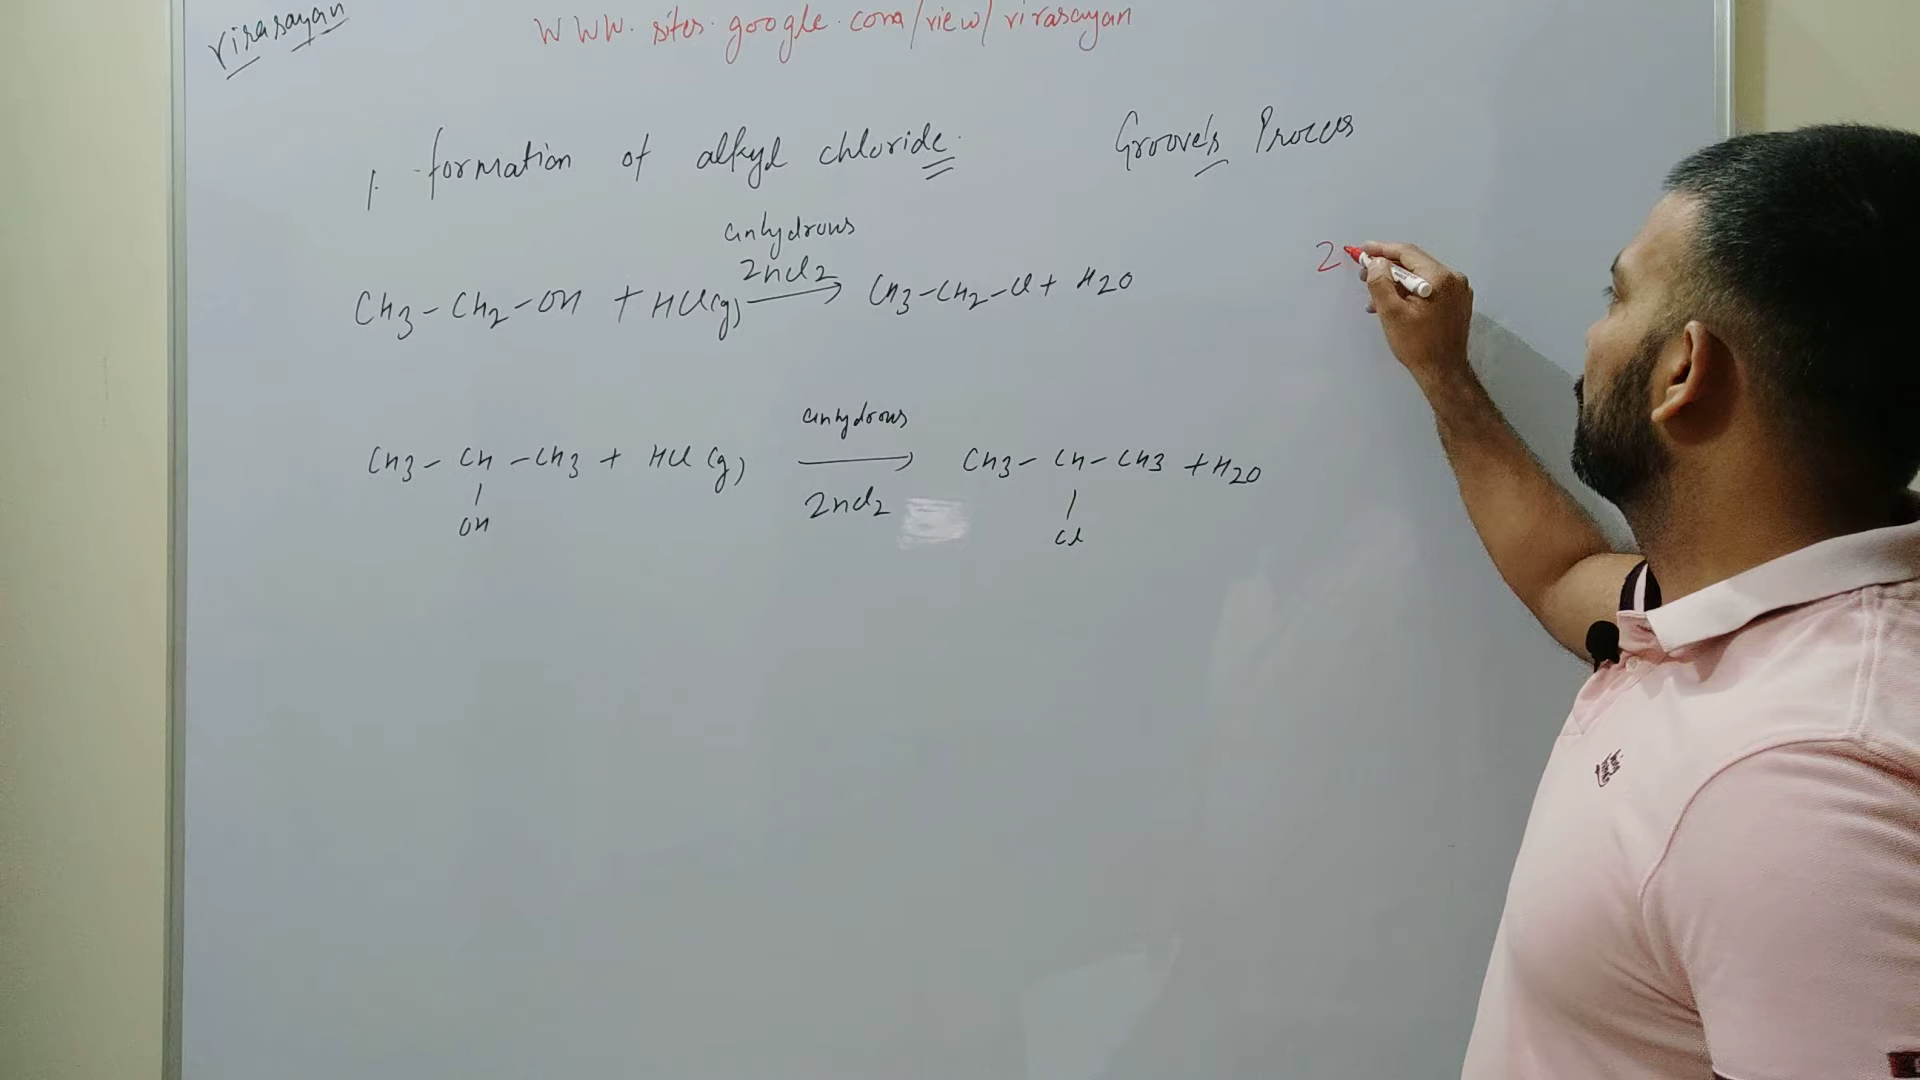 virasayan
WWW.sites.google.com/view/virasayan
1. formation of alkyl chloride. Groove's Process
anhydrous
ZnCl2
CH3-CH2-OH + HCl(g) → CH3-CH2-Cl + H2O
Z
anhydrous
CH3-CH-CH3 + HCl(g) → CH3-CH-CH3 + H2O
ZnCl2
OH
Cl